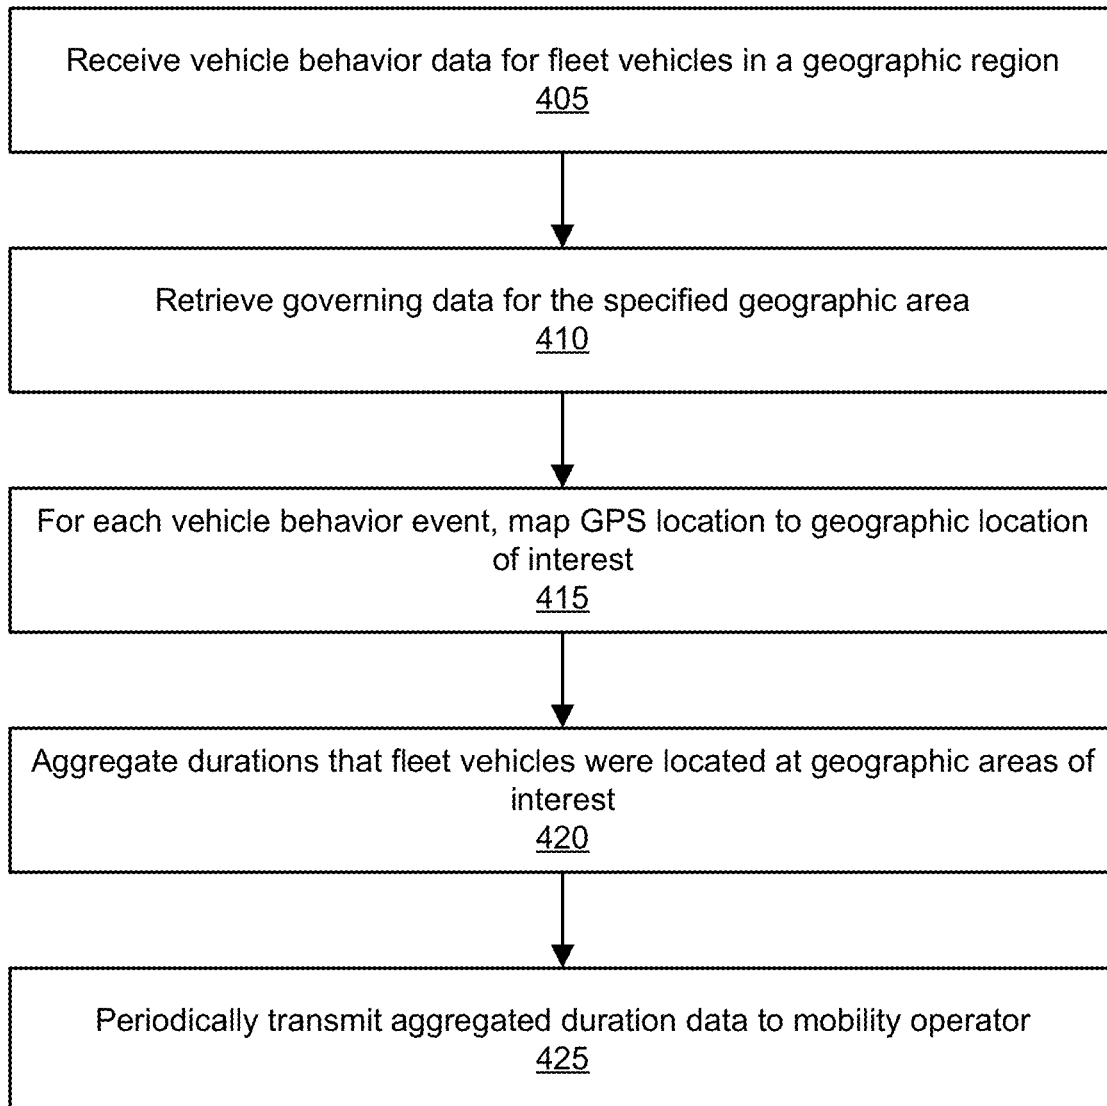 Receive vehicle behavior data for fleet vehicles in a geographic region
405
Retrieve governing data for the specified geographic area
410
For each vehicle behavior event, map GPS location to geographic location
of interest
415
Aggregate durations that fleet vehicles were located at geographic areas of
interest
420
Periodically transmit aggregated duration data to mobility operator
425